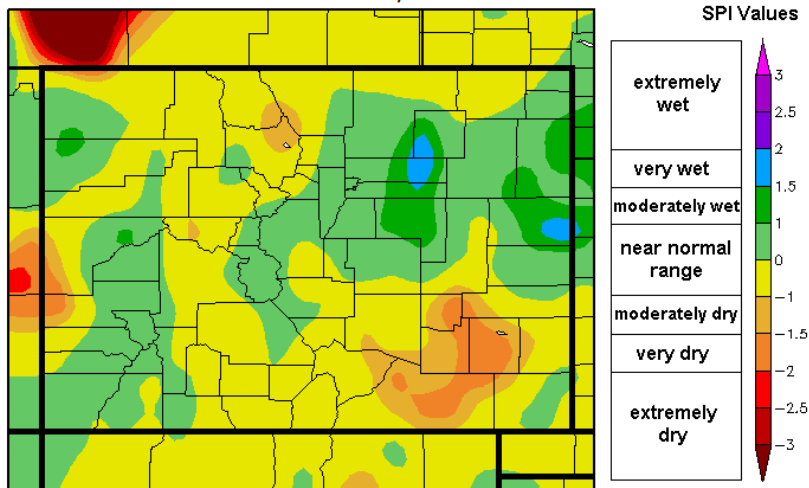 SPI Values
extremely
wet
very wet
moderately wet
near normal
range
moderately dry
very dry
extremely
dry
3
2.5
2
1.5
1
0
−1
−1.5
−2
−2.5
−3